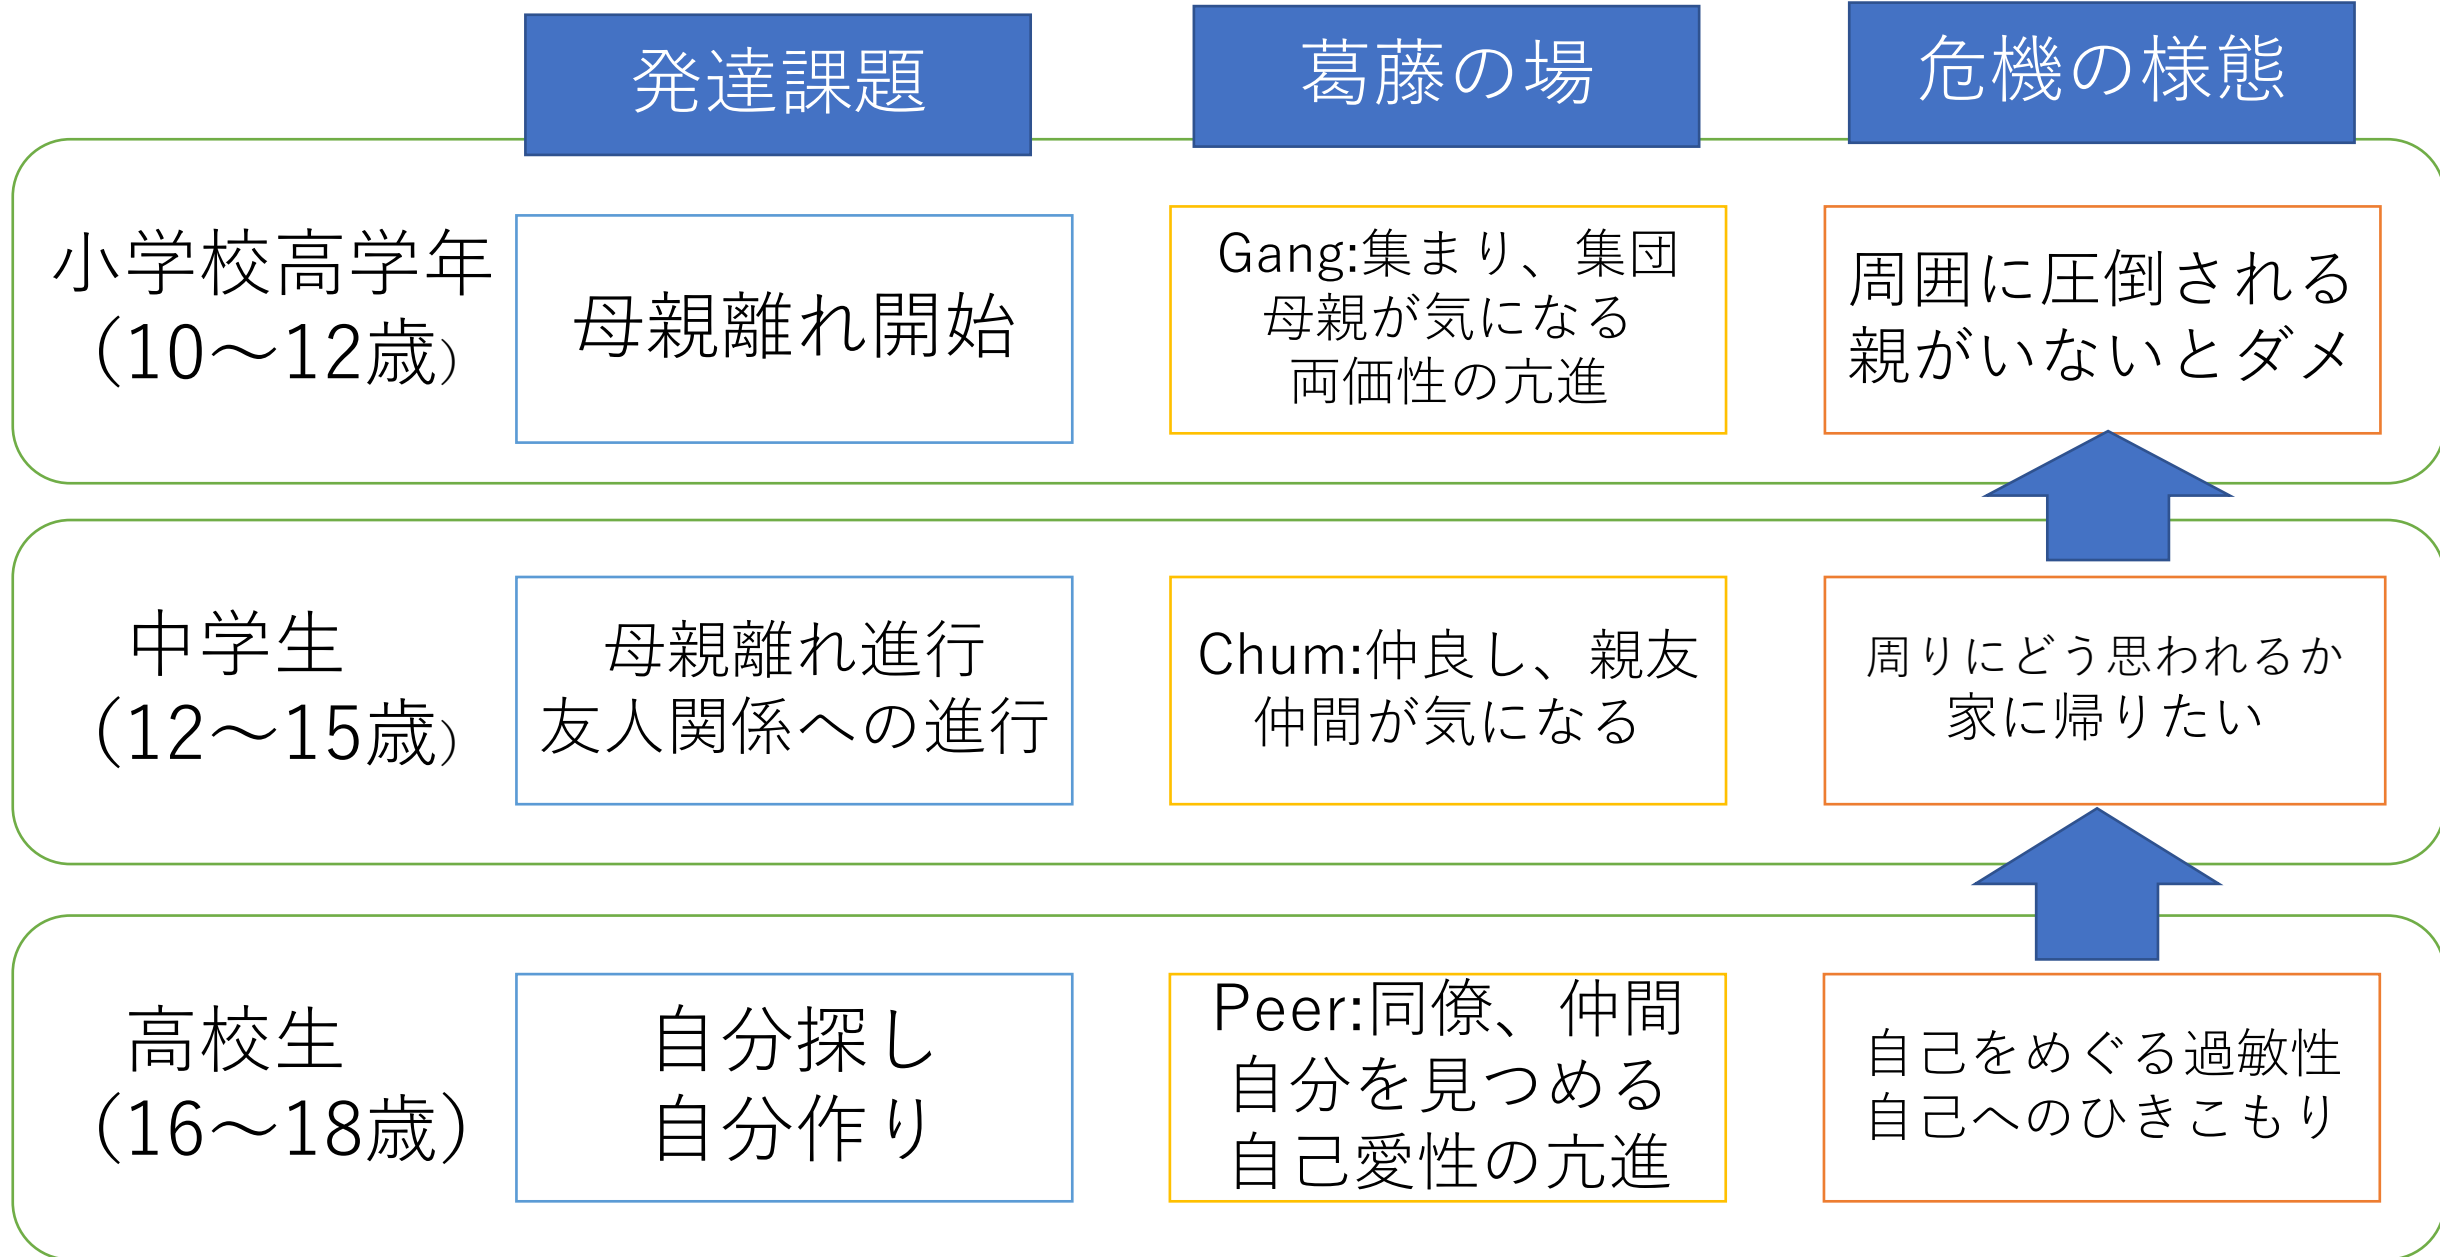 発達課題
葛藤の場
危機の様態
小学校高学年
(10～12歳)
母親離れ開始
Gang:集まり、集団
母親が気になる
両価性の亢進
周囲に圧倒される
親がいないとダメ
中学生
(12～15歳)
母親離れ進行
友人関係への進行
Chum:仲良し、親友
仲間が気になる
周りにどう思われるか
家に帰りたい
高校生
(16～18歳)
自分探し
自分作り
Peer:同僚、仲間
自分を見つめる
自己愛性の亢進
自己をめぐる過敏性
自己へのひきこもり